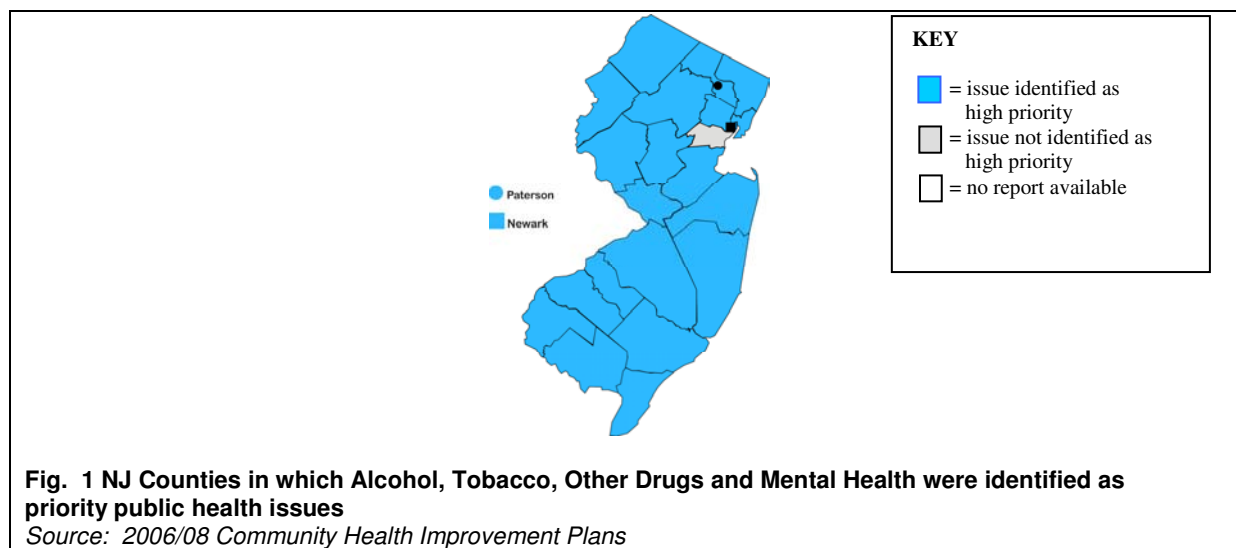 Paterson
Newark
KEY
= issue identified as
high priority
= issue not identified as
high priority
= no report available
Fig. 1 NJ Counties in which Alcohol, Tobacco, Other Drugs and Mental Health were identified as
priority public health issues
Source: 2006/08 Community Health Improvement Plans